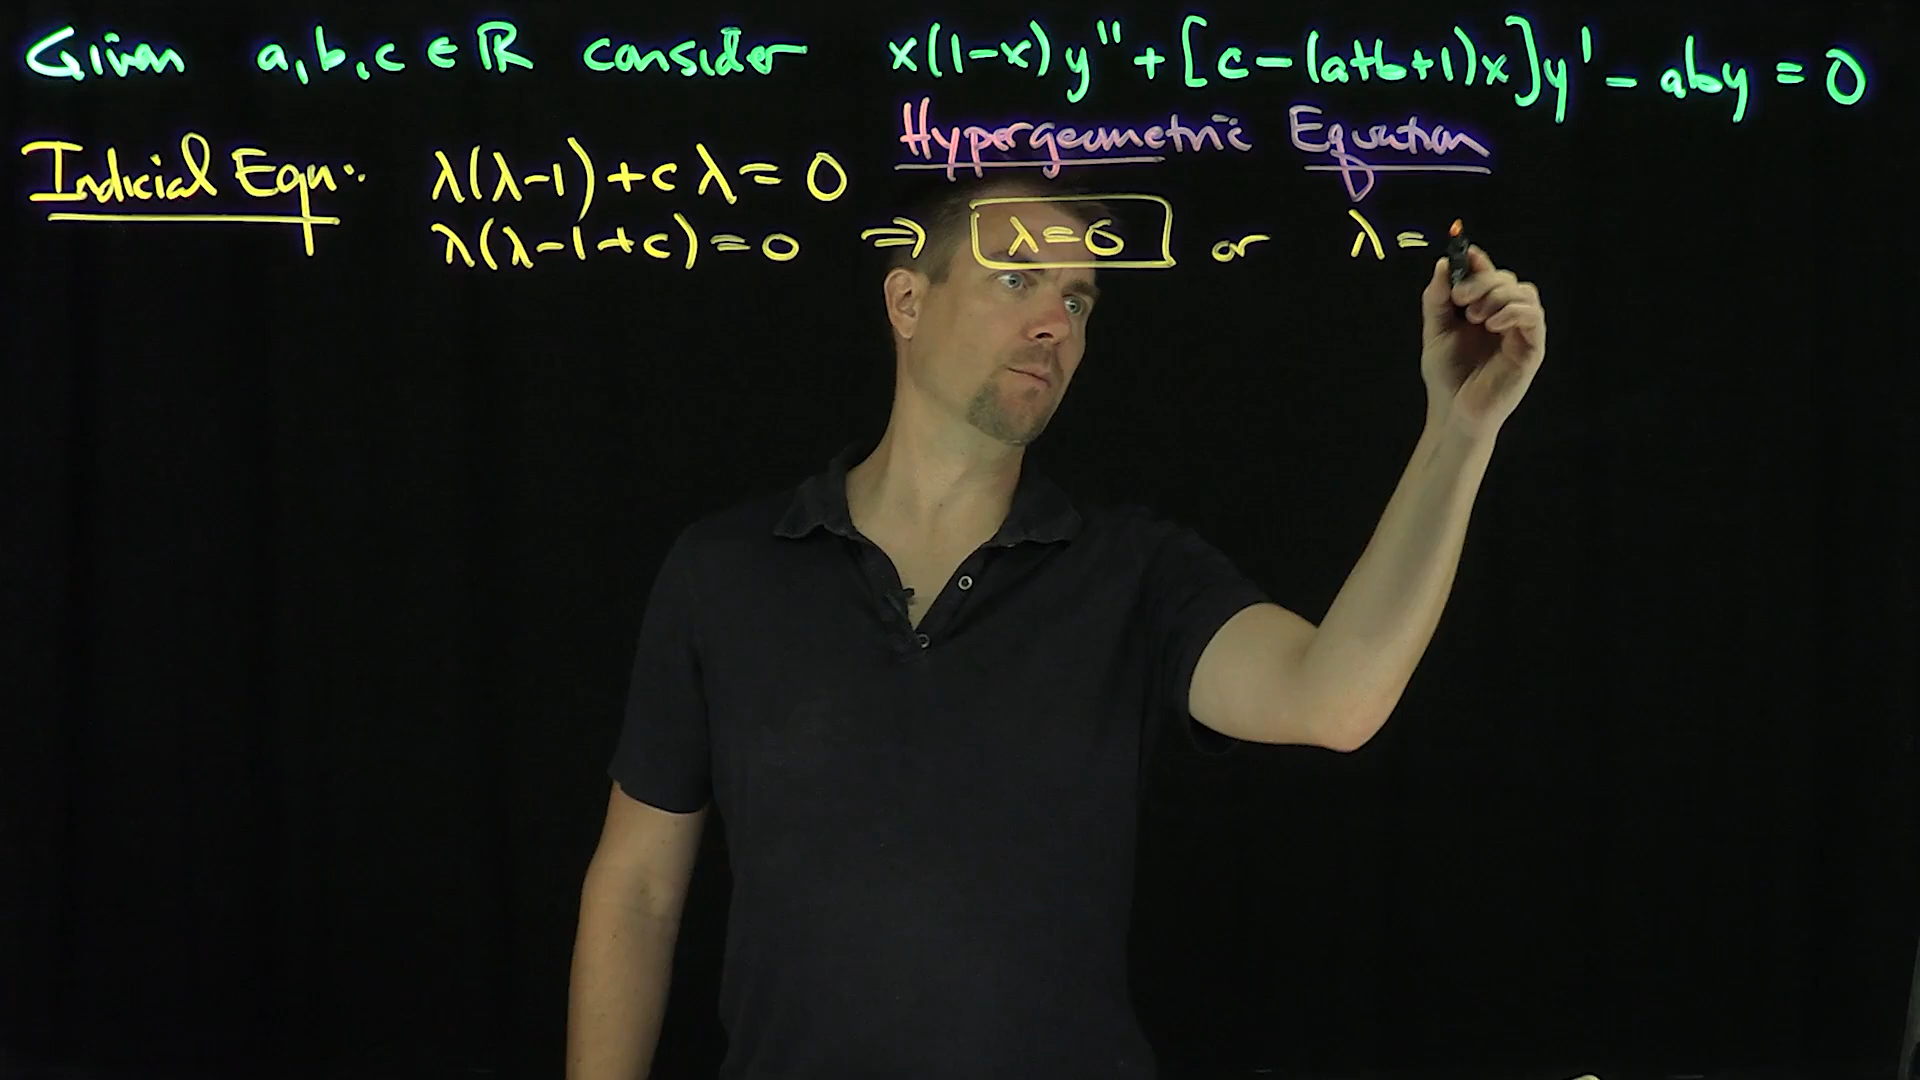 Given a, b, c ∈ ℝ consider x(1-x)y'' + [c-(a+b+1)x]y' - aby = 0
Hypergeometric Equation
Indicial Eqn: λ(λ-1)+cλ = 0
λ(λ-1+c)=0 ⇒ λ=0 or λ=